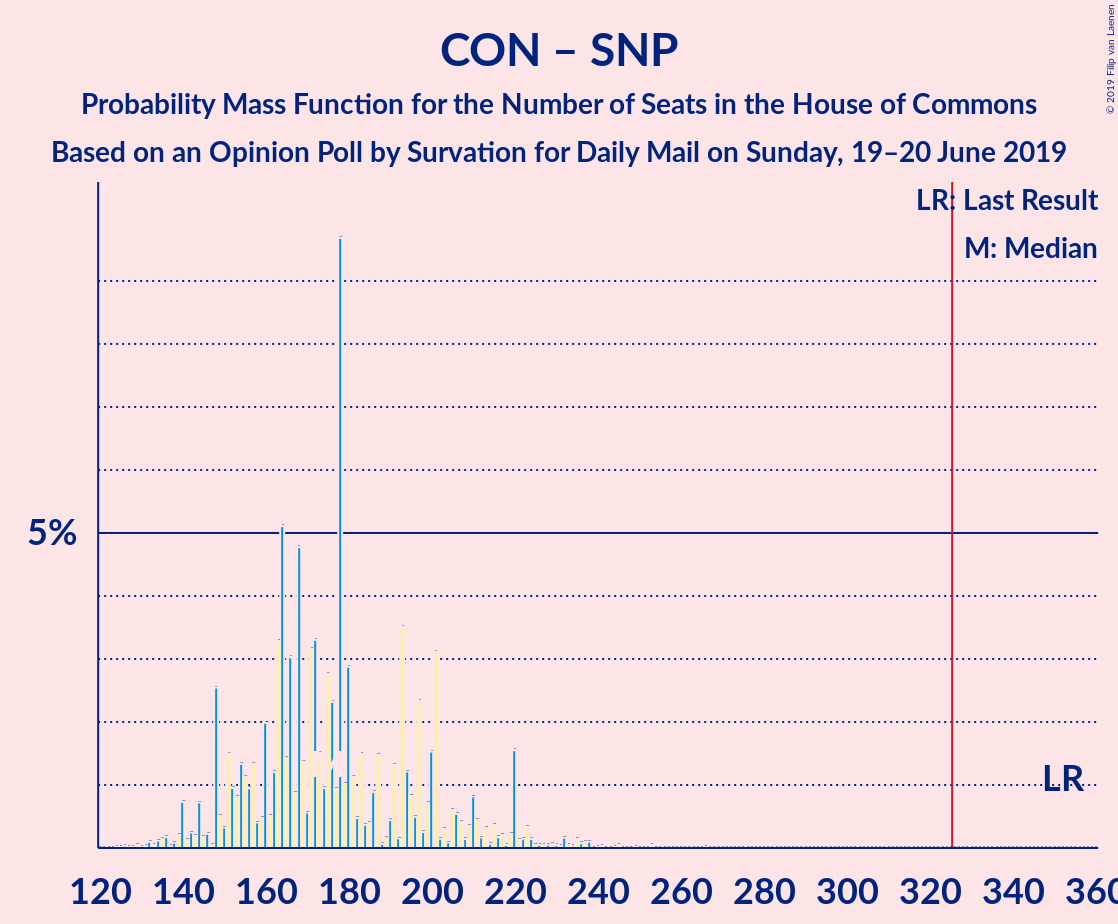 CON – SNP
Probability Mass Function for the Number of Seats in the House of Commons
Based on an Opinion Poll by Survation for Daily Mail on Sunday, 19–20 June 2019
© 2019 Filip van Laenen
LR: Last Result
M: Median
5%
LR
120 140 160 180 200 220 240 260 280 300 320 340 360